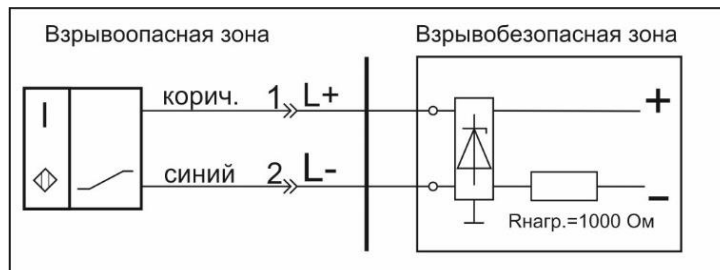 Взрывоопасная зона
Взрывобезопасная зона
корич. 1 L+
+
синий 2 L-
−
Rнагр.=1000 Ом